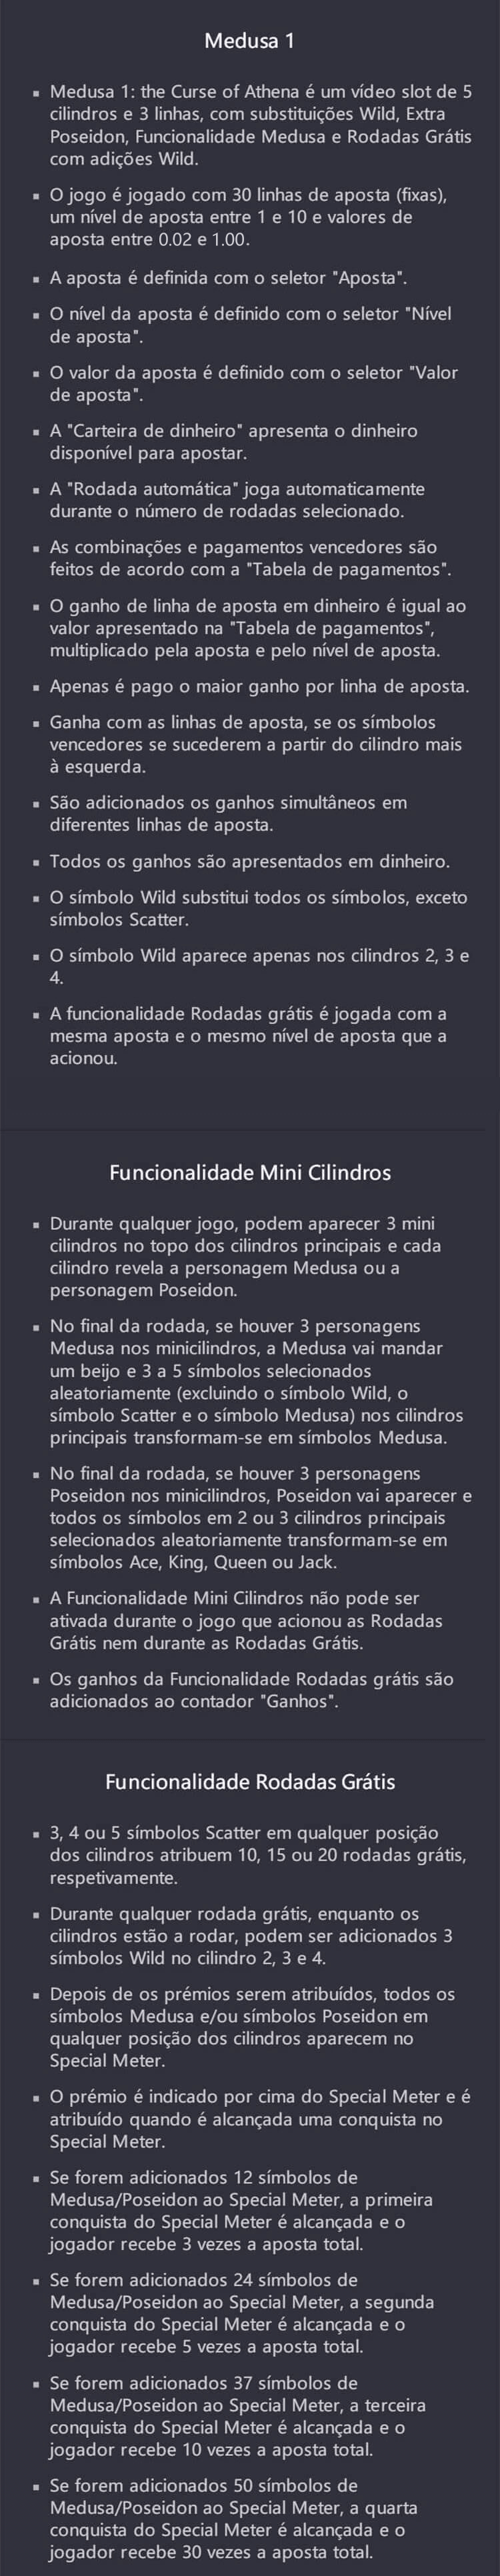 Medusa 1
▪ Medusa 1: the Curse of Athena é um vídeo slot de 5
cilindros e 3 linhas, com substituições Wild, Extra
Poseidon, Funcionalidade Medusa e Rodadas Grátis
com adições Wild.
▪ O jogo é jogado com 30 linhas de aposta (fixas),
um nível de aposta entre 1 e 10 e valores de
aposta entre 0.02 e 1.00.
▪ A aposta é definida com o seletor "Aposta".
▪ O nível da aposta é definido com o seletor "Nível
de aposta".
▪ O valor da aposta é definido com o seletor "Valor
de aposta".
▪ A "Carteira de dinheiro" apresenta o dinheiro
disponível para apostar.
▪ A "Rodada automática" joga automaticamente
durante o número de rodadas selecionado.
▪ As combinações e pagamentos vencedores são
feitos de acordo com a "Tabela de pagamentos".
▪ O ganho de linha de aposta em dinheiro é igual ao
valor apresentado na "Tabela de pagamentos",
multiplicado pela aposta e pelo nível de aposta.
▪ Apenas é pago o maior ganho por linha de aposta.
▪ Ganha com as linhas de aposta, se os símbolos
vencedores se sucederem a partir do cilindro mais
à esquerda.
▪ São adicionados os ganhos simultâneos em
diferentes linhas de aposta.
▪ Todos os ganhos são apresentados em dinheiro.
▪ O símbolo Wild substitui todos os símbolos, exceto
símbolos Scatter.
▪ O símbolo Wild aparece apenas nos cilindros 2, 3 e
4.
▪ A funcionalidade Rodadas grátis é jogada com a
mesma aposta e o mesmo nível de aposta que a
acionou.
Funcionalidade Mini Cilindros
▪ Durante qualquer jogo, podem aparecer 3 mini
cilindros no topo dos cilindros principais e cada
cilindro revela a personagem Medusa ou a
personagem Poseidon.
▪ No final da rodada, se houver 3 personagens
Medusa nos minicilindros, a Medusa vai mandar
um beijo e 3 a 5 símbolos selecionados
aleatoriamente (excluindo o símbolo Wild, o
símbolo Scatter e o símbolo Medusa) nos cilindros
principais transformam-se em símbolos Medusa.
▪ No final da rodada, se houver 3 personagens
Poseidon nos minicilindros, Poseidon vai aparecer e
todos os símbolos em 2 ou 3 cilindros principais
selecionados aleatoriamente transformam-se em
símbolos Ace, King, Queen ou Jack.
▪ A Funcionalidade Mini Cilindros não pode ser
ativada durante o jogo que acionou as Rodadas
Grátis nem durante as Rodadas Grátis.
▪ Os ganhos da Funcionalidade Rodadas grátis são
adicionados ao contador "Ganhos".
Funcionalidade Rodadas Grátis
▪ 3, 4 ou 5 símbolos Scatter em qualquer posição
dos cilindros atribuem 10, 15 ou 20 rodadas grátis,
respetivamente.
▪ Durante qualquer rodada grátis, enquanto os
cilindros estão a rodar, podem ser adicionados 3
símbolos Wild no cilindro 2, 3 e 4.
▪ Depois de os prémios serem atribuídos, todos os
símbolos Medusa e/ou símbolos Poseidon em
qualquer posição dos cilindros aparecem no
Special Meter.
▪ O prémio é indicado por cima do Special Meter e é
atribuído quando é alcançada uma conquista no
Special Meter.
▪ Se forem adicionados 12 símbolos de
Medusa/Poseidon ao Special Meter, a primeira
conquista do Special Meter é alcançada e o
jogador recebe 3 vezes a aposta total.
▪ Se forem adicionados 24 símbolos de
Medusa/Poseidon ao Special Meter, a segunda
conquista do Special Meter é alcançada e o
jogador recebe 5 vezes a aposta total.
▪ Se forem adicionados 37 símbolos de
Medusa/Poseidon ao Special Meter, a terceira
conquista do Special Meter é alcançada e o
jogador recebe 10 vezes a aposta total.
▪ Se forem adicionados 50 símbolos de
Medusa/Poseidon ao Special Meter, a quarta
conquista do Special Meter é alcançada e o
jogador recebe 30 vezes a aposta total.